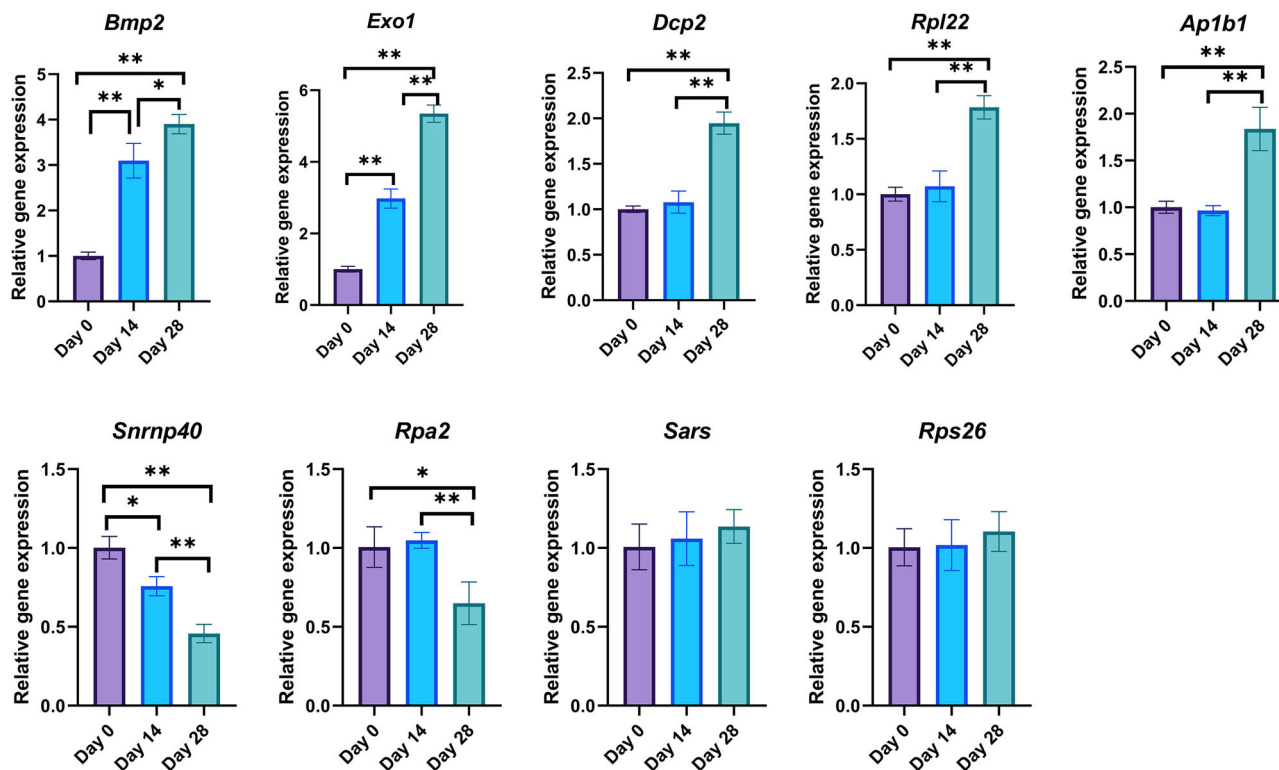 Bmp2
Relative gene expression
5
4
3
2
1
0
**
**
*
Day 0
Day 14
Day 28
Exo1
Relative gene expression
6
4
2
0
**
**
**
Day 0
Day 14
Day 28
Dcp2
Relative gene expression
2.5
2.0
1.5
1.0
0.5
0.0
**
**
Day 0
Day 14
Day 28
Rpl22
Relative gene expression
2.0
1.5
1.0
0.5
0.0
**
**
Day 0
Day 14
Day 28
Ap1b1
Relative gene expression
2.5
2.0
1.5
1.0
0.5
0.0
**
**
Day 0
Day 14
Day 28
Snrnp40
Relative gene expression
1.5
1.0
0.5
0.0
**
*
**
Day 0
Day 14
Day 28
Rpa2
Relative gene expression
1.5
1.0
0.5
0.0
*
**
Day 0
Day 14
Day 28
Sars
Relative gene expression
1.5
1.0
0.5
0.0
Day 0
Day 14
Day 28
Rps26
Relative gene expression
1.5
1.0
0.5
0.0
Day 0
Day 14
Day 28